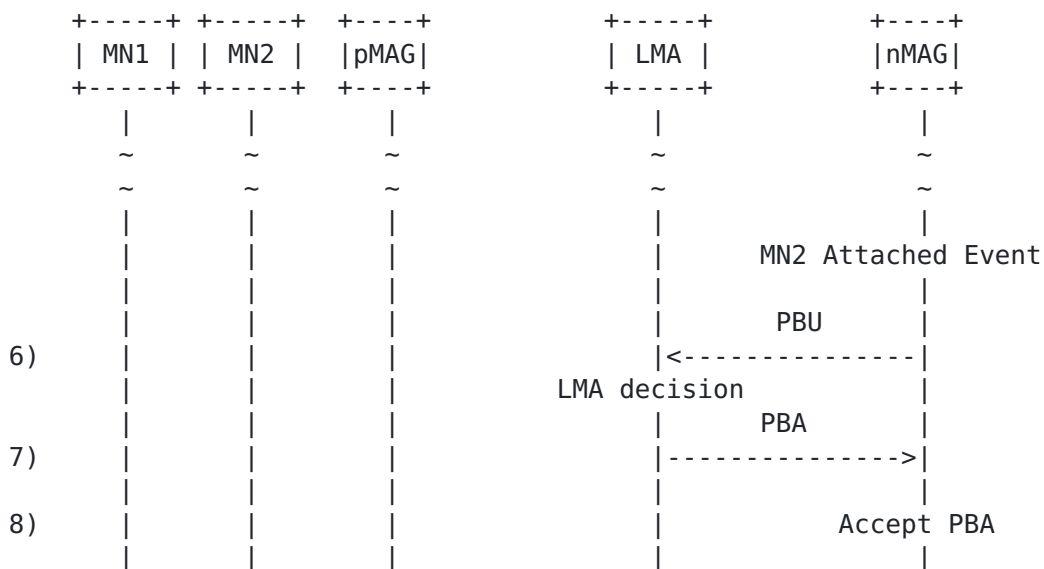 +-----+ +-----+  +----+           +-----+          +----+
| MN1 | | MN2 |  |pMAG|           | LMA |          |nMAG|
+-----+ +-----+  +----+           +-----+          +----+
   |       |        |                |                |
   ~       ~        ~                ~                ~
   ~       ~        ~                ~                ~
   |       |        |                |                |
   |       |        |                |      MN2 Attached Event
   |       |        |                |                |
   |       |        |                |       PBU      |
6)     |       |        |                |<---------------|
   |       |        |          LMA decision           |
   |       |        |                |      PBA       |
7)     |       |        |                |--------------->|
   |       |        |                |                |
8)     |       |        |                |           Accept PBA
   |       |        |                |                |